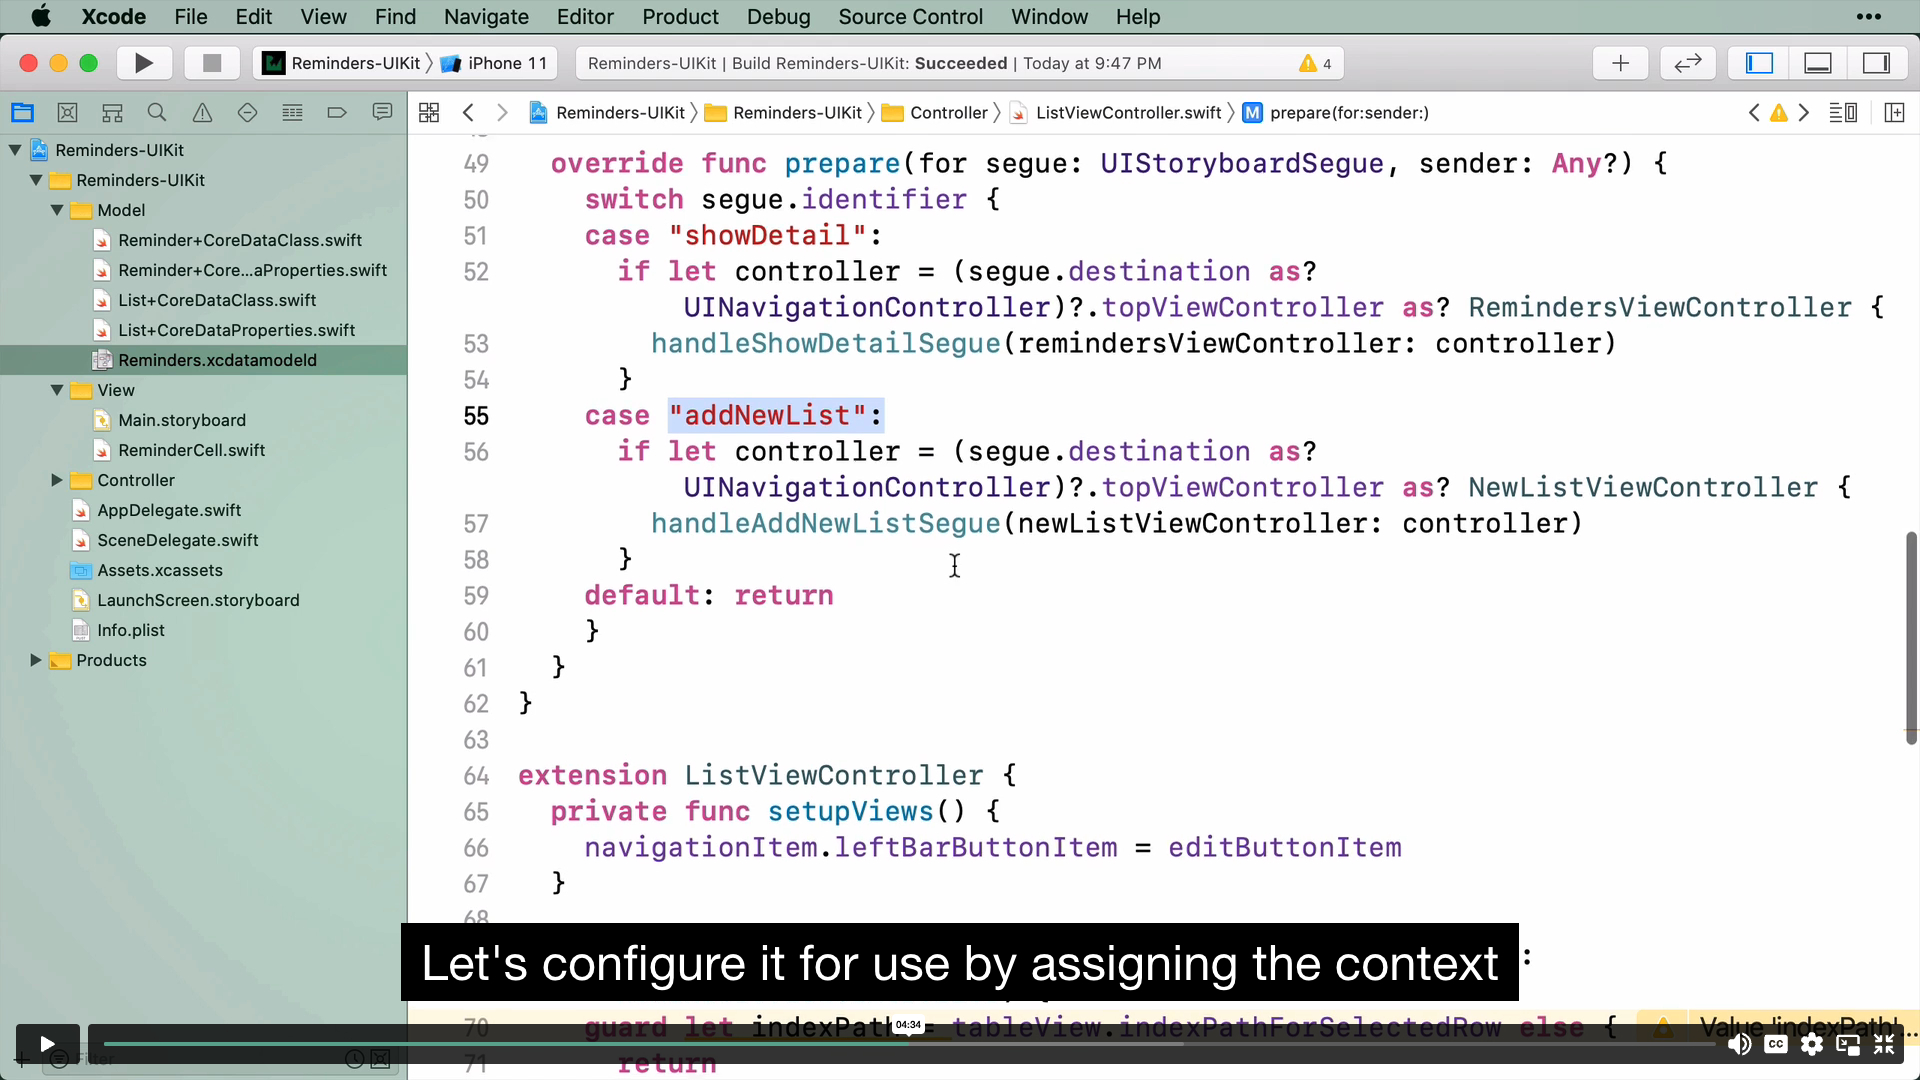 Xcode File Edit View Find Navigate Editor Product Debug Source Control Window Help
Reminders-UIKit iPhone 11 Reminders-UIKit | Build Reminders-UIKit: Succeeded | Today at 9:47 PM 4
Reminders-UIKit Reminders-UIKit Controller ListViewController.swift M prepare(for:sender:)
Reminders-UIKit
Reminders-UIKit
Model
Reminder+CoreDataClass.swift
Reminder+Core...aProperties.swift
List+CoreDataClass.swift
List+CoreDataProperties.swift
Reminders.xcdatamodeld
View
Main.storyboard
ReminderCell.swift
Controller
AppDelegate.swift
SceneDelegate.swift
Assets.xcassets
LaunchScreen.storyboard
Info.plist
Products
49 override func prepare(for segue: UIStoryboardSegue, sender: Any?) {
50 switch segue.identifier {
51 case "showDetail":
52 if let controller = (segue.destination as?
UINavigationController)?.topViewController as? RemindersViewController {
53 handleShowDetailSegue(remindersViewController: controller)
54 }
55 case "addNewList":
56 if let controller = (segue.destination as?
UINavigationController)?.topViewController as? NewListViewController {
57 handleAddNewListSegue(newListViewController: controller)
58 }
59 default: return
60 }
61 }
62 }
63
64 extension ListViewController {
65 private func setupViews() {
66 navigationItem.leftBarButtonItem = editButtonItem
67 }
68
Let's configure it for use by assigning the context :
70 guard let indexPath = tableView.indexPathForSelectedRow else { Value 'indexPath'...
04:34
71 return
Filter
CC